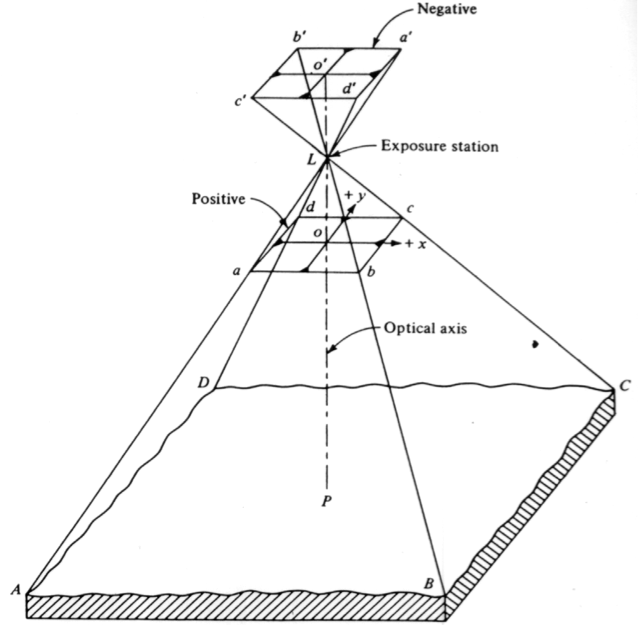 Negative
b' a'
o'
d'
c'
L Exposure station
+ y
Positive d c
o + x
a b
Optical axis
D C
P
A B